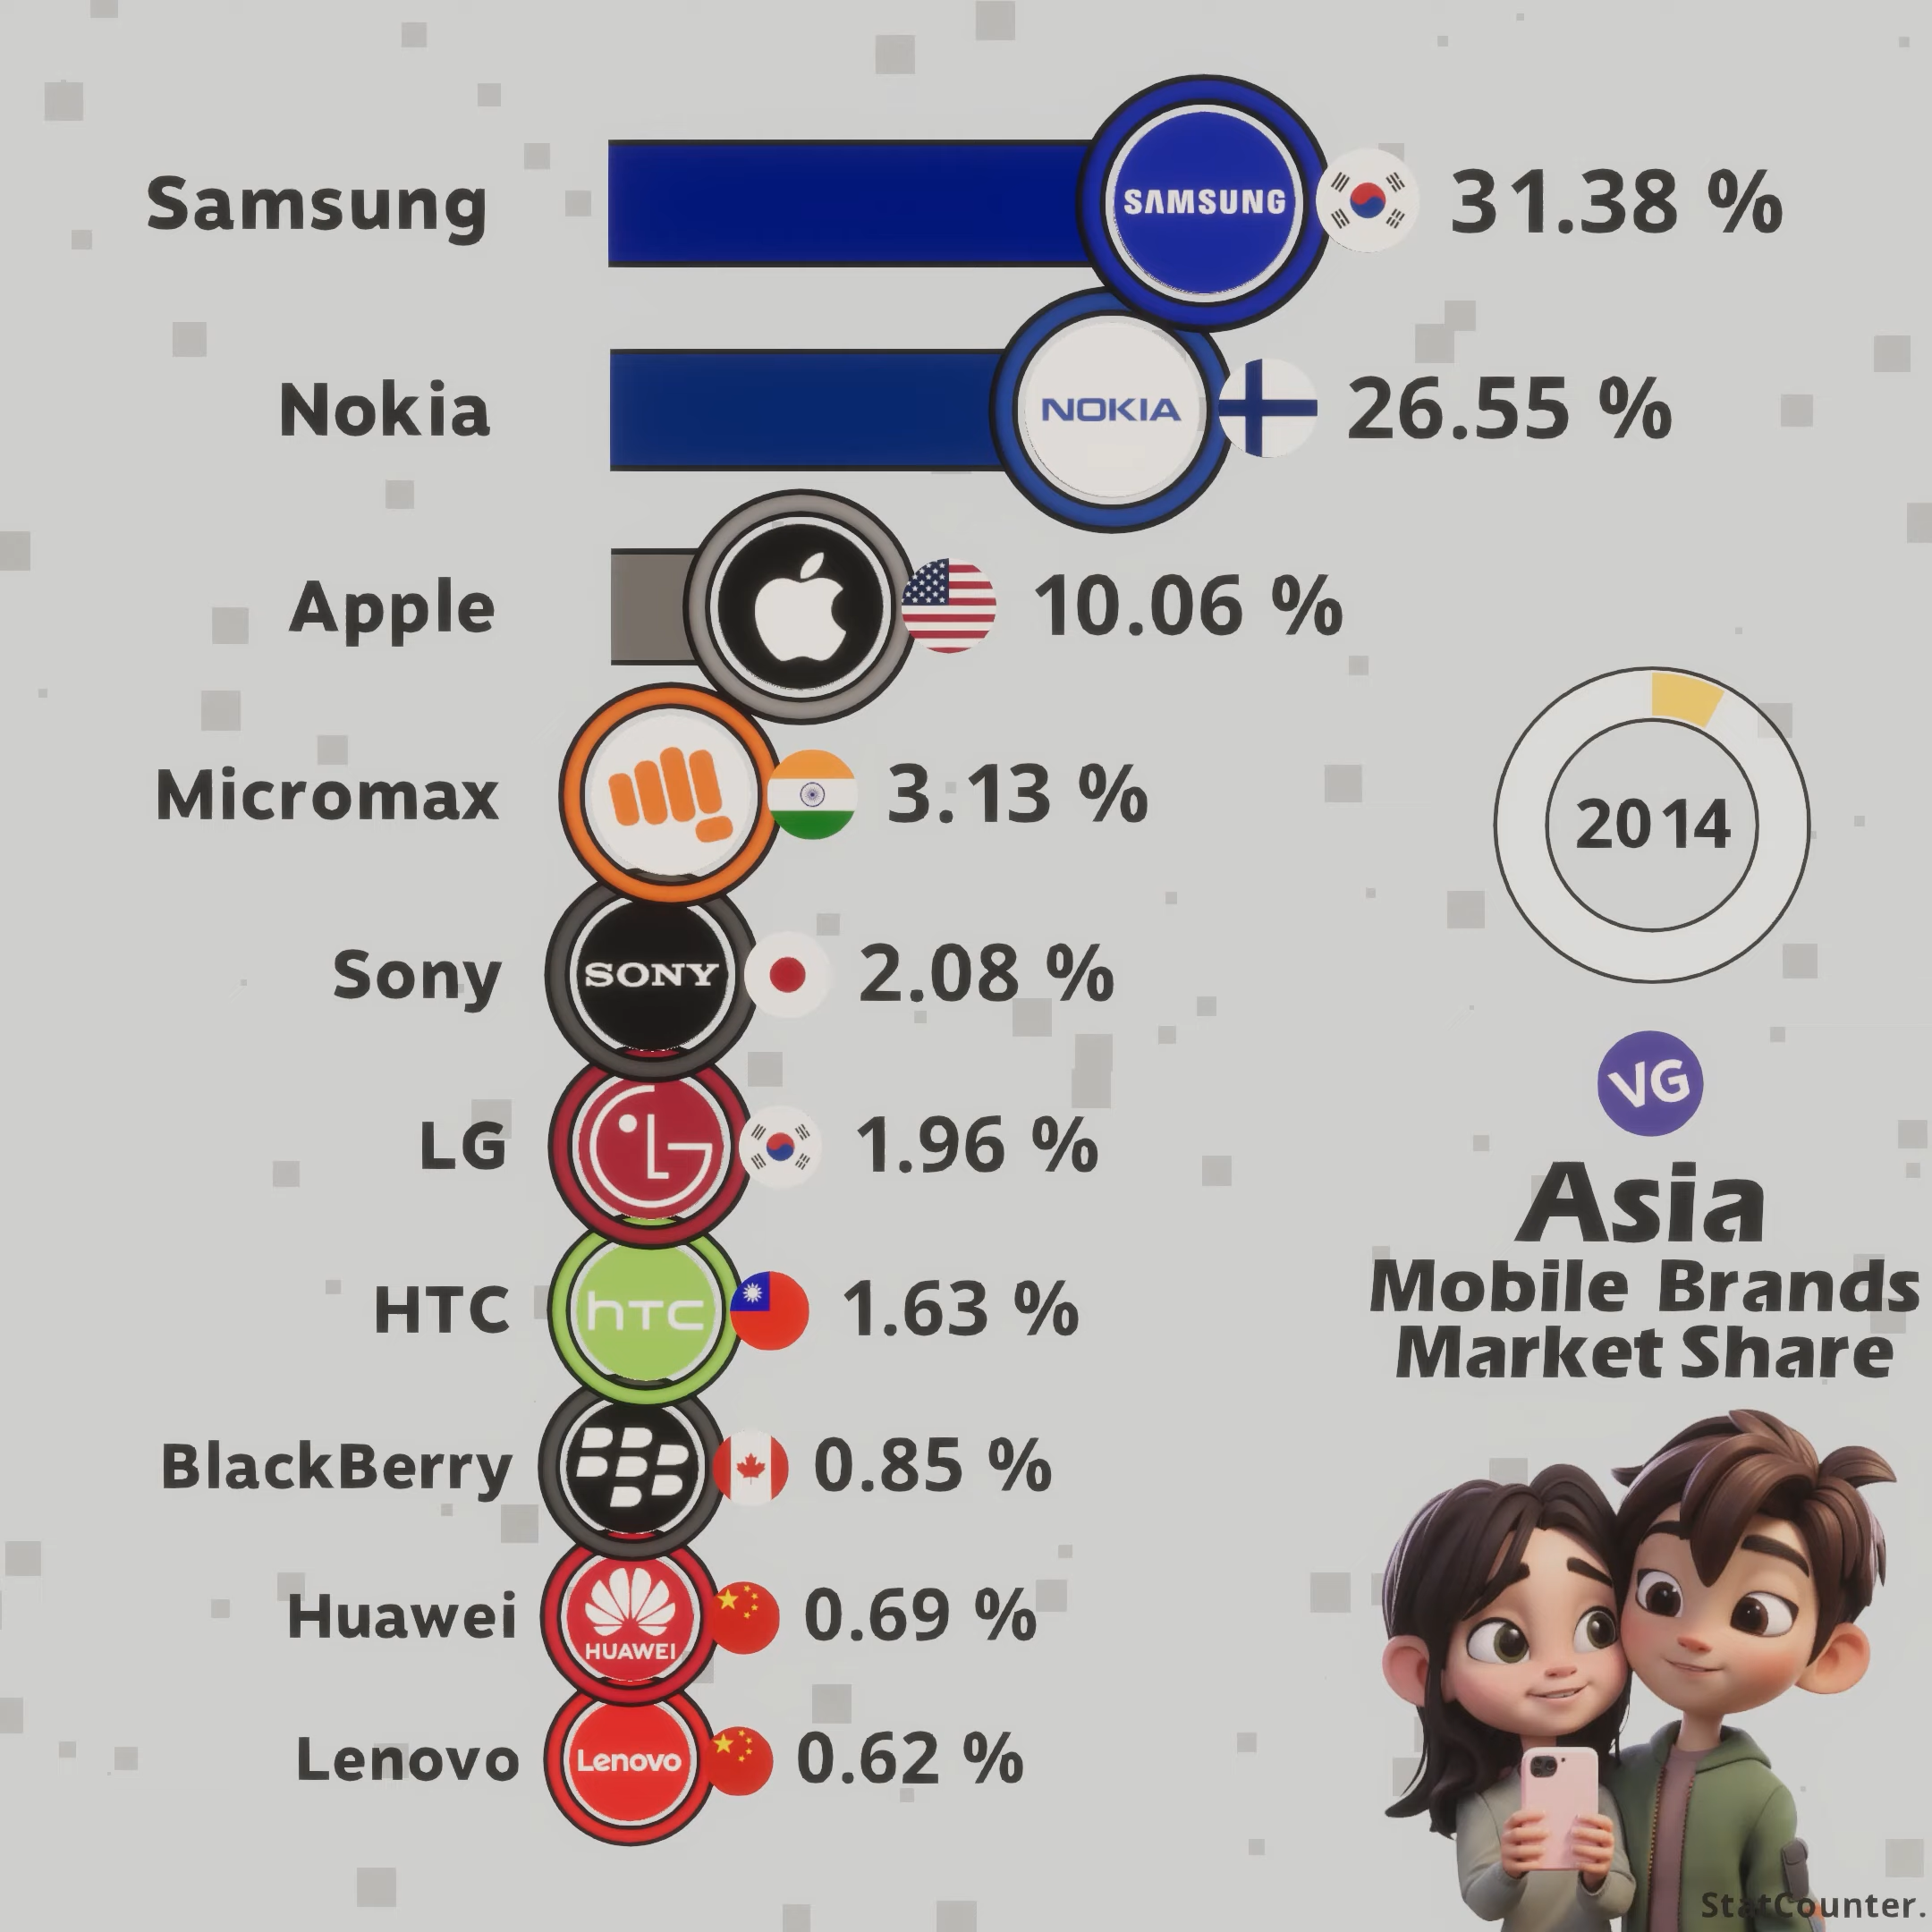 Samsung
SAMSUNG
31.38 %
Nokia
NOKIA
26.55 %
Apple
10.06 %
Micromax
3.13 %
Sony
SONY
2.08 %
LG
LG
1.96 %
HTC
hTC
1.63 %
BlackBerry
0.85 %
Huawei
HUAWEI
0.69 %
Lenovo
Lenovo
0.62 %
2014
VG
Asia
Mobile Brands
Market Share
StatCounter.